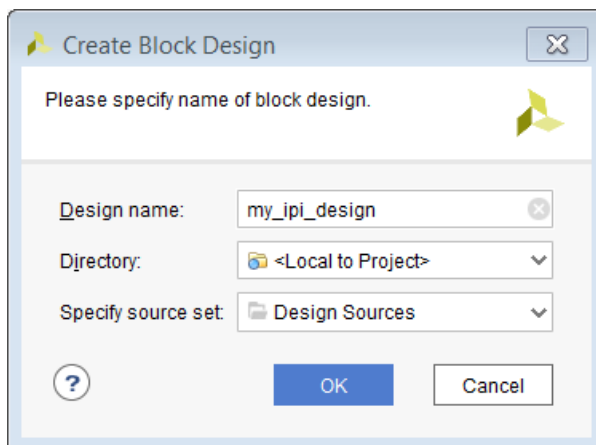 Create Block Design
Please specify name of block design.
Design name: my_ipi_design
Directory: <Local to Project>
Specify source set: Design Sources
? OK Cancel